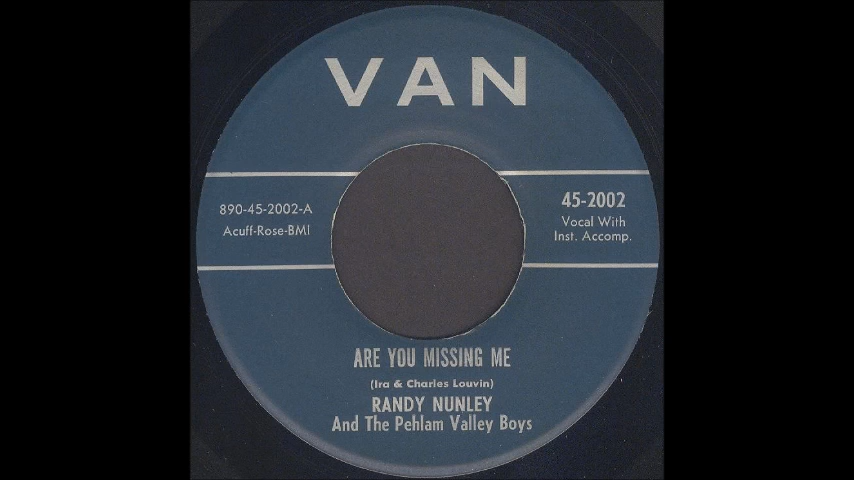 VAN
890-45-2002-A
Acuff-Rose-BMI
45-2002
Vocal With
Inst. Accomp.
ARE YOU MISSING ME
(Ira & Charles Louvin)
RANDY NUNLEY
And The Pehlam Valley Boys